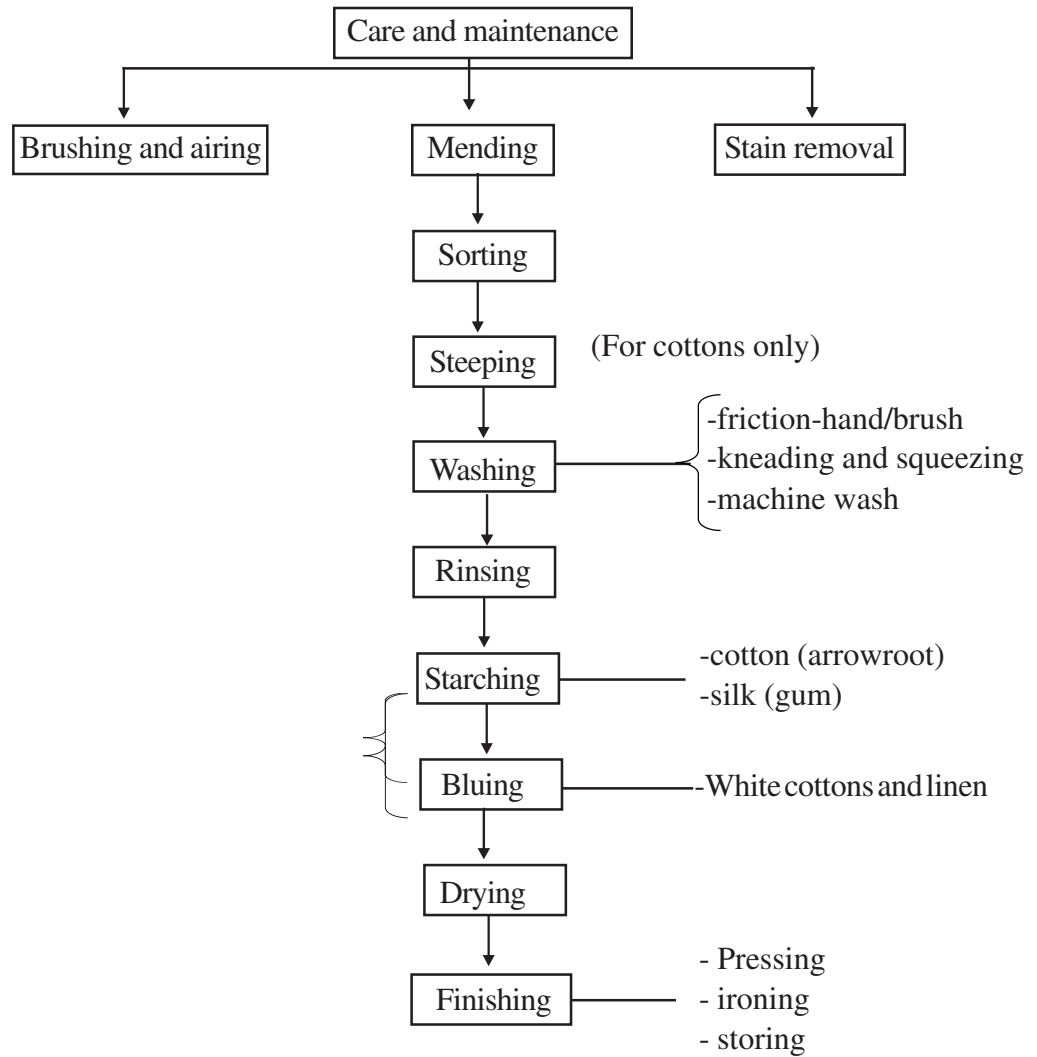 Care and maintenance
Brushing and airing
Mending
Stain removal
Sorting
Steeping
(For cottons only)
Washing
-friction-hand/brush
-kneading and squeezing
-machine wash
Rinsing
Starching
-cotton (arrowroot)
-silk (gum)
Bluing
-White cottons and linen
Drying
Finishing
- Pressing
- ironing
- storing